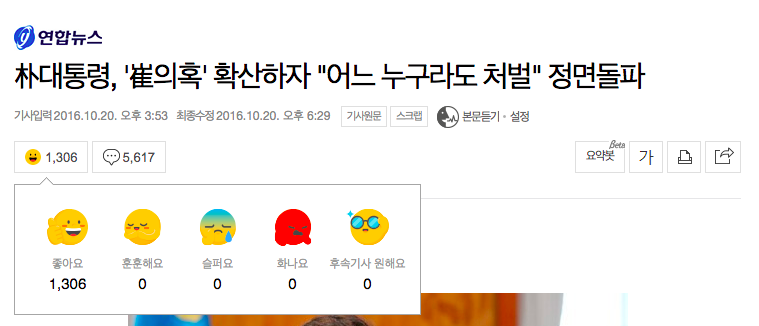 연합뉴스
朴대통령, '崔의혹' 확산하자 "어느 누구라도 처벌" 정면돌파
기사입력 2016.10.20. 오후 3:53 최종수정 2016.10.20. 오후 6:29 기사원문 스크랩 본문듣기 · 설정
1,306 5,617 요약봇 Beta 가
좋아요 훈훈해요 슬퍼요 화나요 후속기사 원해요
1,306 0 0 0 0